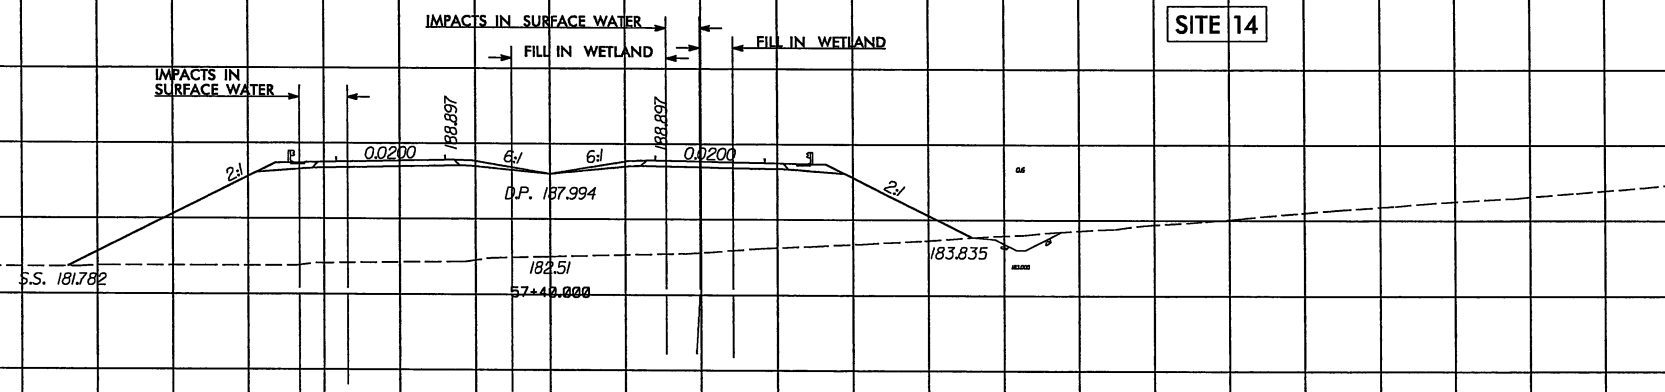 IMPACTS IN SURFACE WATER
SITE 14
FILL IN WETLAND
FILL IN WETLAND
IMPACTS IN
SURFACE WATER
188.897
188.897
0.0200
6:1
6:1
0.0200
2:1
2:1
0.6
D.P. 187.994
183.835
182.51
S.S. 181.782
57+40.000